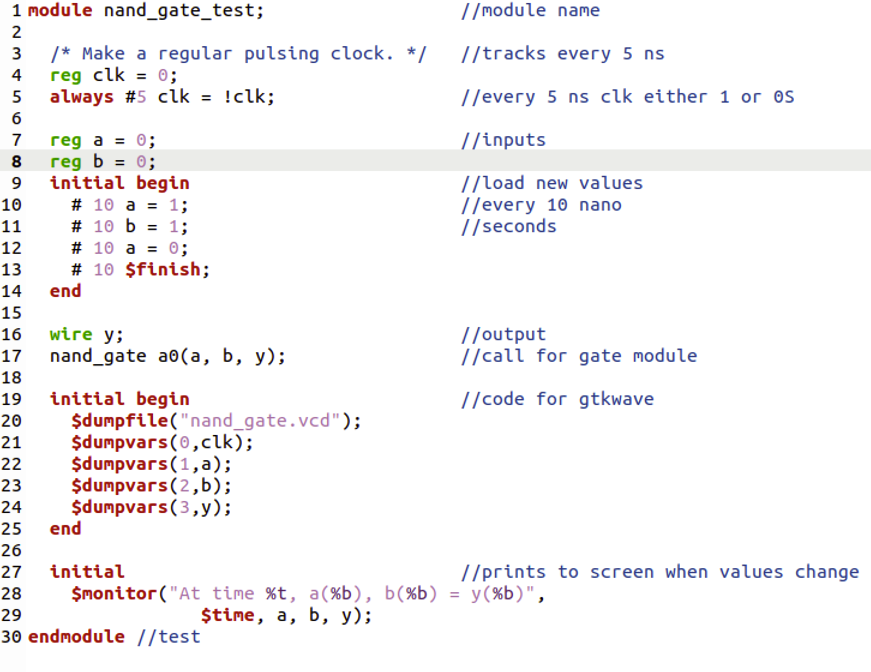 1 module nand_gate_test; //module name
2
3 /* Make a regular pulsing clock. */ //tracks every 5 ns
4 reg clk = 0;
5 always #5 clk = !clk; //every 5 ns clk either 1 or 0S
6
7 reg a = 0; //inputs
8 reg b = 0;
9 initial begin //load new values
10 # 10 a = 1; //every 10 nano
11 # 10 b = 1; //seconds
12 # 10 a = 0;
13 # 10 $finish;
14 end
15
16 wire y; //output
17 nand_gate a0(a, b, y); //call for gate module
18
19 initial begin //code for gtkwave
20 $dumpfile("nand_gate.vcd");
21 $dumpvars(0,clk);
22 $dumpvars(1,a);
23 $dumpvars(2,b);
24 $dumpvars(3,y);
25 end
26
27 initial //prints to screen when values change
28 $monitor("At time %t, a(%b), b(%b) = y(%b)",
29 $time, a, b, y);
30 endmodule //test